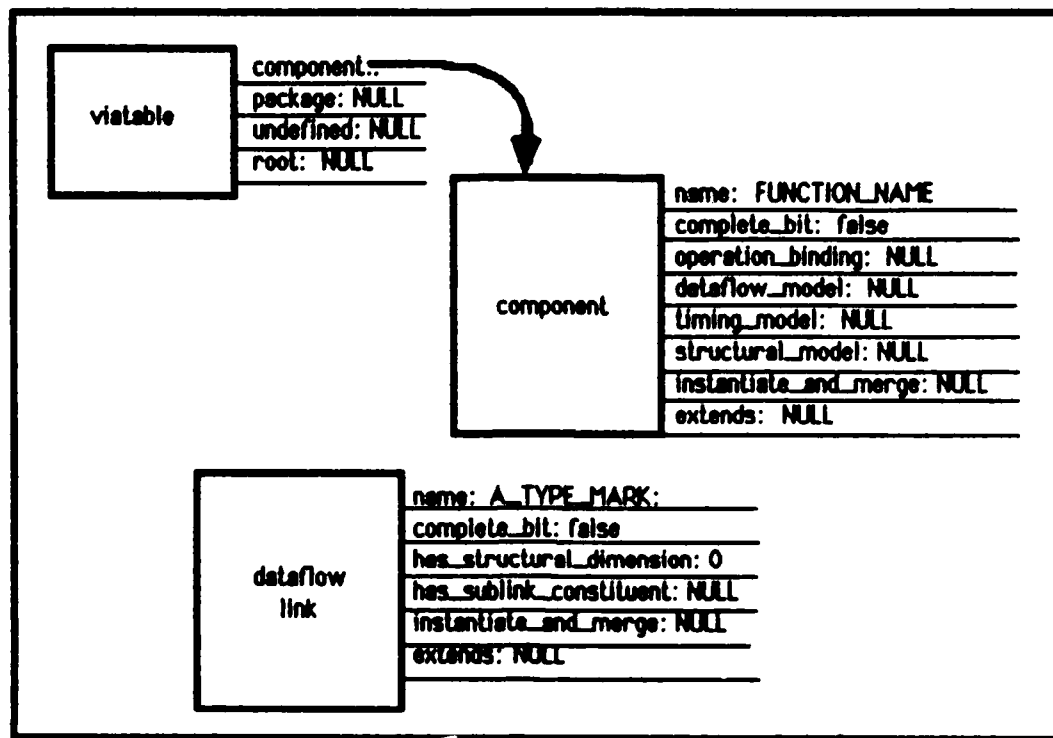 viatable
component:.
package: NULL
undefined: NULL
root: NULL
component
name: FUNCTION_NAME
complete_bit: false
operation_binding: NULL
dataflow_model: NULL
timing_model: NULL
structural_model: NULL
instantiate_and_merge: NULL
extends: NULL
dataflow
link
name: A_TYPE_MARK;
complete_bit: false
has_structural_dimension: 0
has_sublink_constituent: NULL
instantiate_and_merge: NULL
extends: NULL